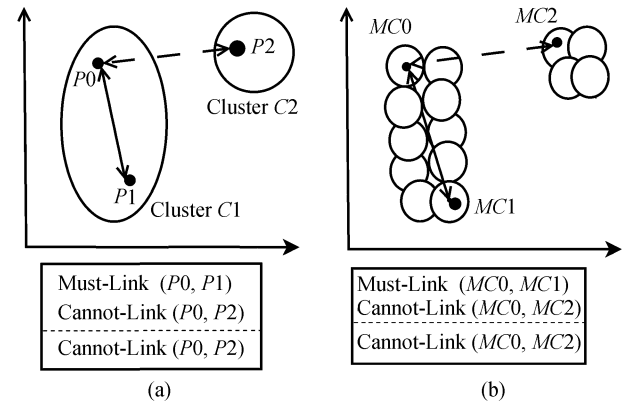 P0
P2
Cluster C2
P1
Cluster C1
Must-Link (P0, P1)
Cannot-Link (P0, P2)
Cannot-Link (P0, P2)
(a)
MC0
MC2
MC1
Must-Link (MC0, MC1)
Cannot-Link (MC0, MC2)
Cannot-Link (MC0, MC2)
(b)